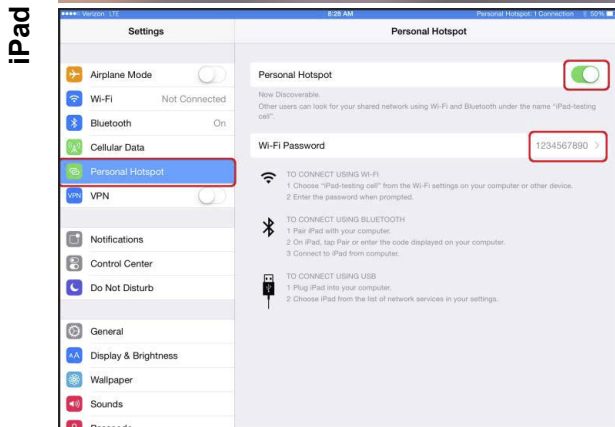 iPad
Verizon LTE
8:28 AM
Personal Hotspot: 1 Connection
50%
Settings
Personal Hotspot
Airplane Mode
Wi-Fi Not Connected
Bluetooth On
Cellular Data
Personal Hotspot
VPN VPN
Notifications
Control Center
Do Not Disturb
General
AA Display & Brightness
Wallpaper
Sounds
Personal Hotspot
Now Discoverable.
Other users can look for your shared network using Wi-Fi and Bluetooth under the name "iPad-testing
cell".
Wi-Fi Password 1234567890
TO CONNECT USING WI-FI
1 Choose "iPad-testing cell" from the Wi-Fi settings on your computer or other device.
2 Enter the password when prompted.
TO CONNECT USING BLUETOOTH
1 Pair iPad with your computer.
2 On iPad, tap Pair or enter the code displayed on your computer.
3 Connect to iPad from computer.
TO CONNECT USING USB
1 Plug iPad into your computer.
2 Choose iPad from the list of network services in your settings.